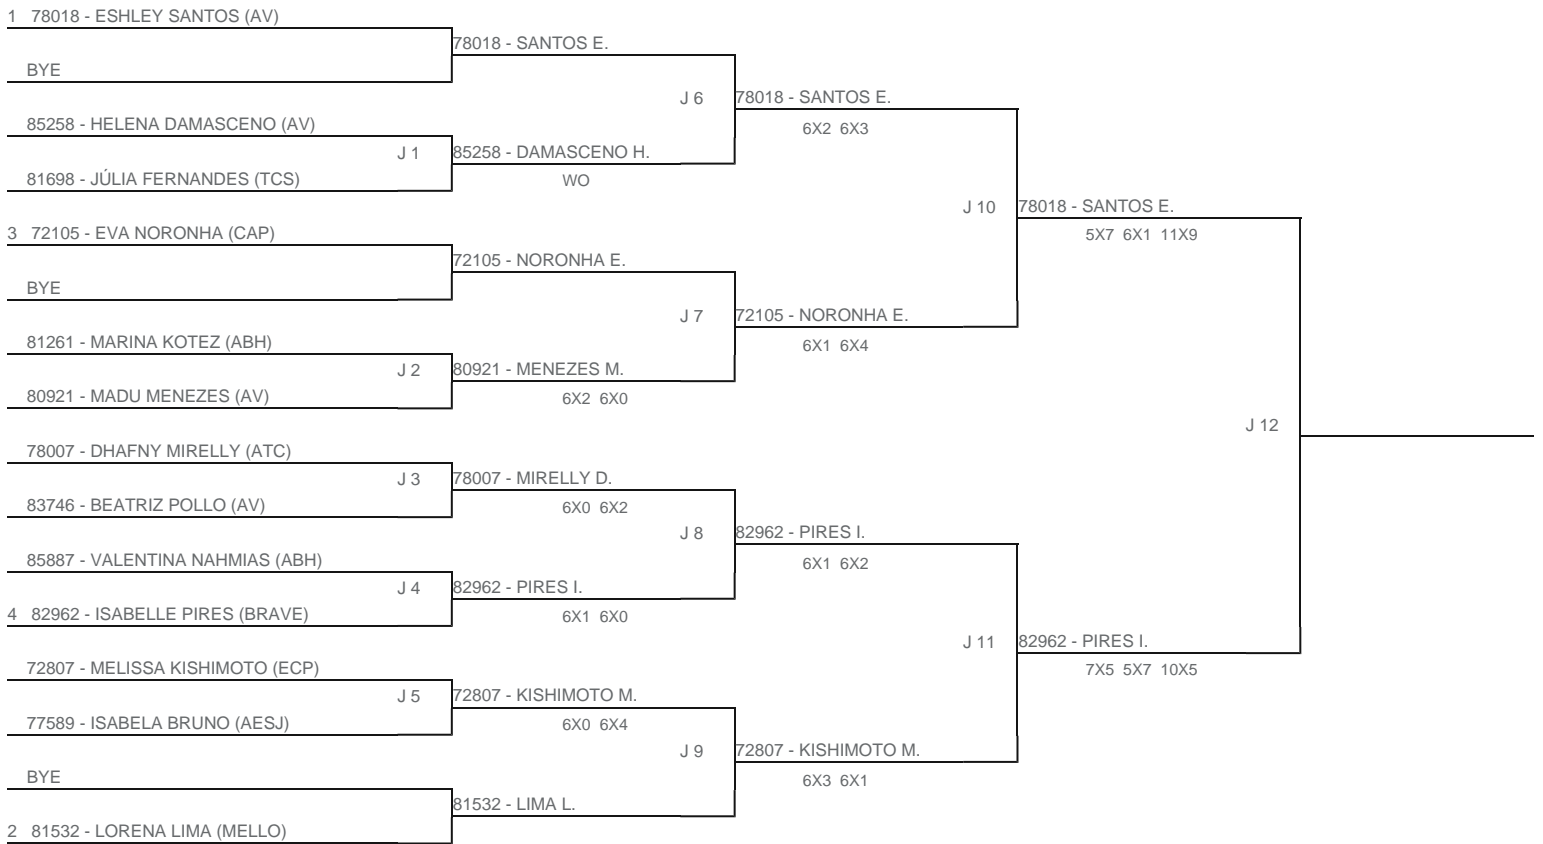 1 78018 - ESHLEY SANTOS (AV)
BYE
85258 - HELENA DAMASCENO (AV)
81698 - JÚLIA FERNANDES (TCS)
3 72105 - EVA NORONHA (CAP)
BYE
81261 - MARINA KOTEZ (ABH)
80921 - MADU MENEZES (AV)
78007 - DHAFNY MIRELLY (ATC)
83746 - BEATRIZ POLLO (AV)
85887 - VALENTINA NAHMIAS (ABH)
4 82962 - ISABELLE PIRES (BRAVE)
72807 - MELISSA KISHIMOTO (ECP)
77589 - ISABELA BRUNO (AESJ)
BYE
2 81532 - LORENA LIMA (MELLO)
78018 - SANTOS E.
J 1
85258 - DAMASCENO H.
WO
72105 - NORONHA E.
J 2
80921 - MENEZES M.
6X2 6X0
J 3
78007 - MIRELLY D.
6X0 6X2
J 4
82962 - PIRES I.
6X1 6X0
J 5
72807 - KISHIMOTO M.
6X0 6X4
81532 - LIMA L.
J 6
78018 - SANTOS E.
6X2 6X3
J 7
72105 - NORONHA E.
6X1 6X4
J 8
82962 - PIRES I.
6X1 6X2
J 9
72807 - KISHIMOTO M.
6X3 6X1
J 10
78018 - SANTOS E.
5X7 6X1 11X9
J 11
82962 - PIRES I.
7X5 5X7 10X5
J 12